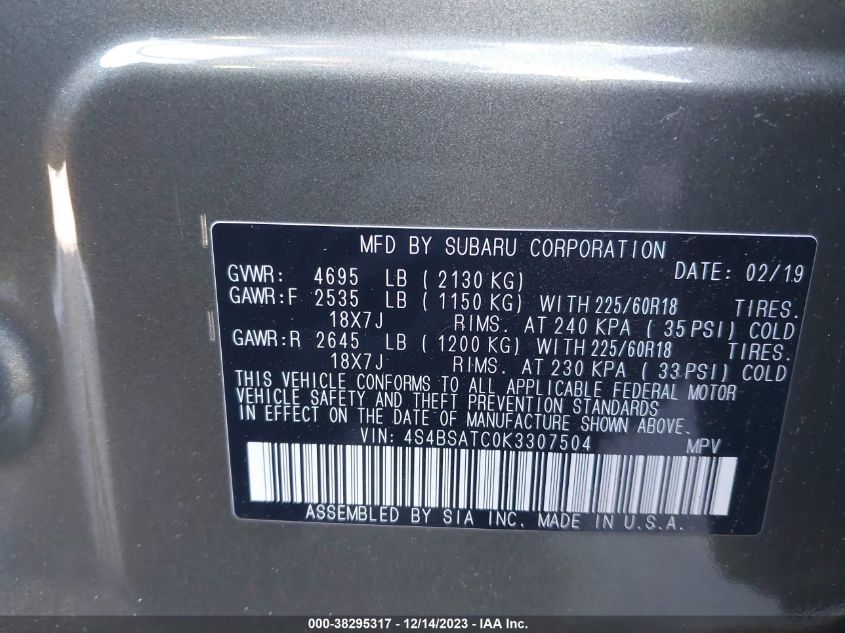 MFD BY SUBARU CORPORATION
GVWR: 4695 LB ( 2130 KG) DATE: 02/19
GAWR:F 2535 LB ( 1150 KG) WITH 225/60R18 TIRES.
18X7J RIMS. AT 240 KPA ( 35 PSI) COLD
GAWR:R 2645 LB ( 1200 KG) WITH 225/60R18 TIRES.
18X7J RIMS. AT 230 KPA ( 33 PSI) COLD
THIS VEHICLE CONFORMS TO ALL APPLICABLE FEDERAL MOTOR
VEHICLE SAFETY AND THEFT PREVENTION STANDARDS
IN EFFECT ON THE DATE OF MANUFACTURE SHOWN ABOVE.
VIN: 4S4BSATC0K3307504 MPV
ASSEMBLED BY SIA INC. MADE IN U.S.A.
000-38295317 - 12/14/2023 - IAA Inc.